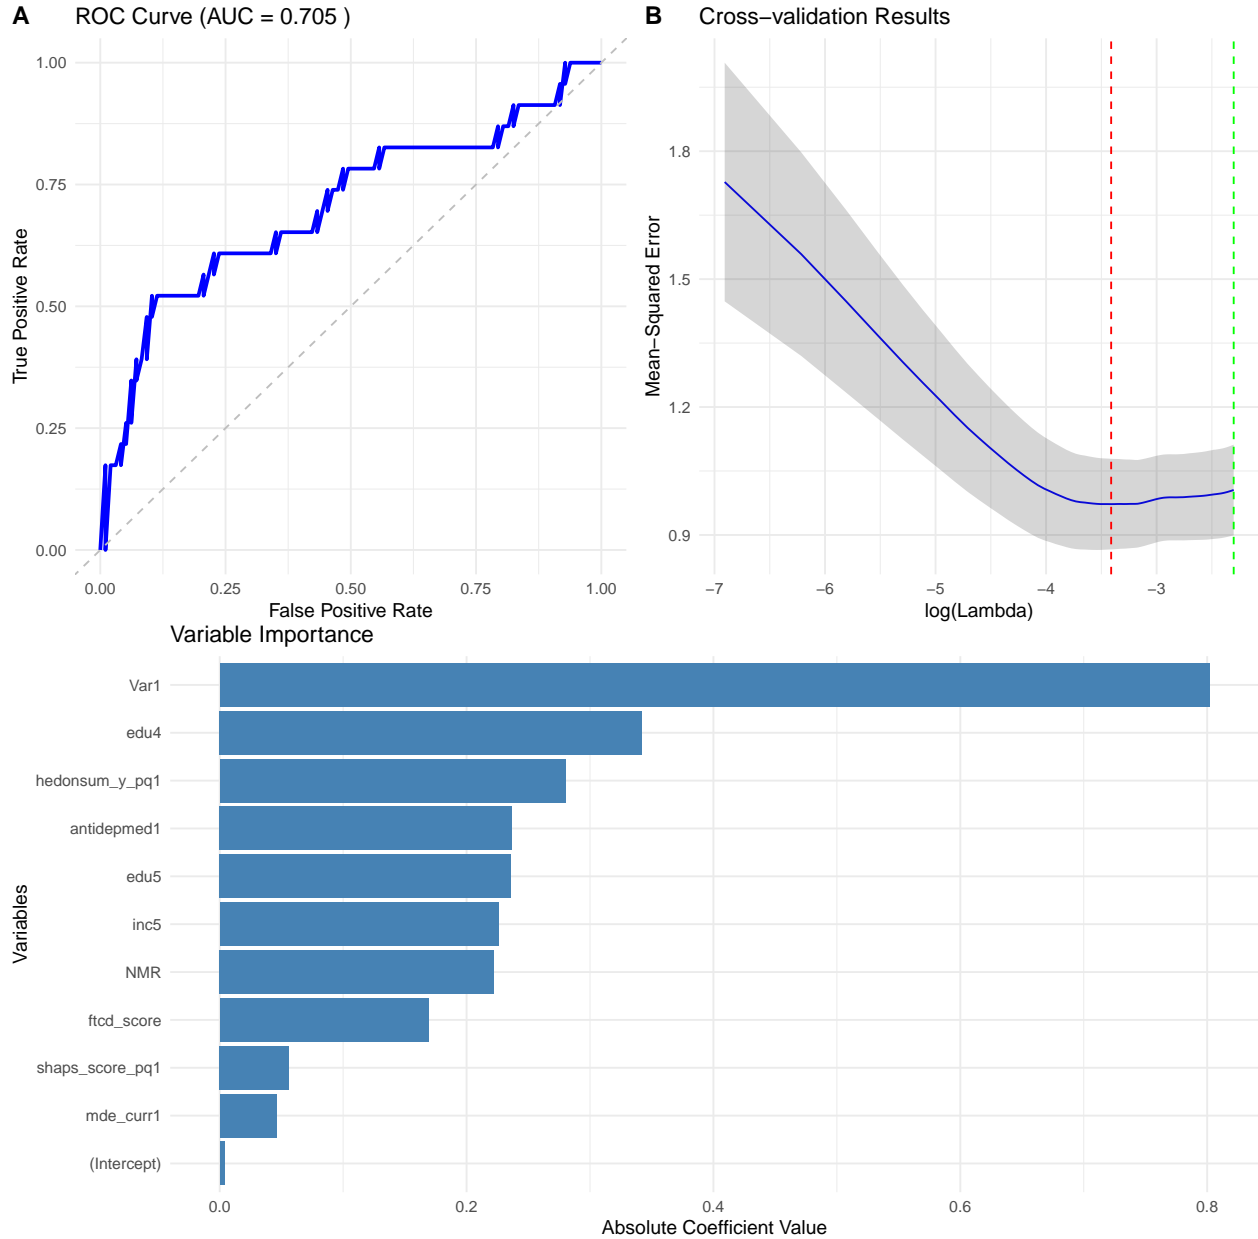 A
ROC Curve (AUC = 0.705 )
True Positive Rate
1.00
0.75
0.50
0.25
0.00
0.00 0.25 0.50 0.75 1.00
False Positive Rate
B
Cross−validation Results
Mean−Squared Error
1.8
1.5
1.2
0.9
−7 −6 −5 −4 −3
log(Lambda)
Variable Importance
Variables
Var1
edu4
hedonsum_y_pq1
antidepmed1
edu5
inc5
NMR
ftcd_score
shaps_score_pq1
mde_curr1
(Intercept)
0.0 0.2 0.4 0.6 0.8
Absolute Coefficient Value